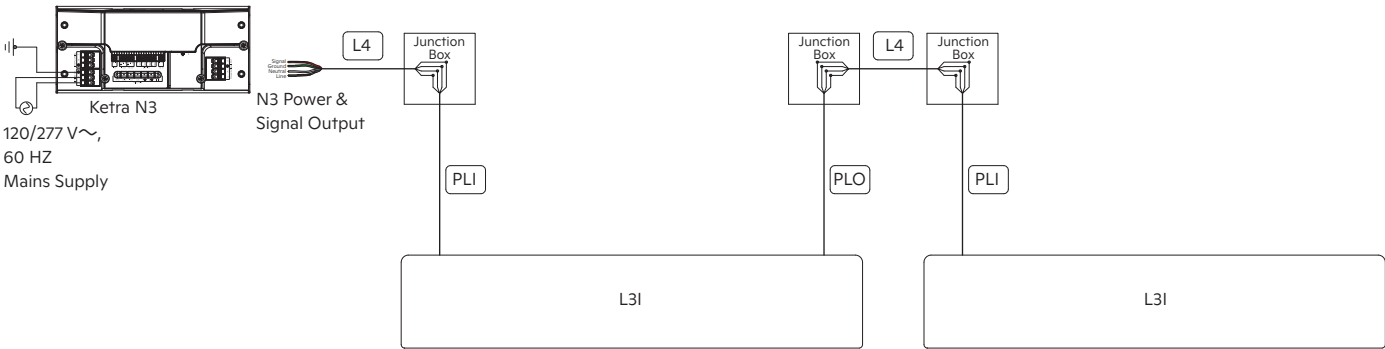 Signal
Ground
Neutral
Line
Ketra N3
N3 Power &
Signal Output
120/277 V～,
60 HZ
Mains Supply
L4
Junction
Box
Junction
Box
L4
Junction
Box
PLI
PLO
PLI
L3I
L3I